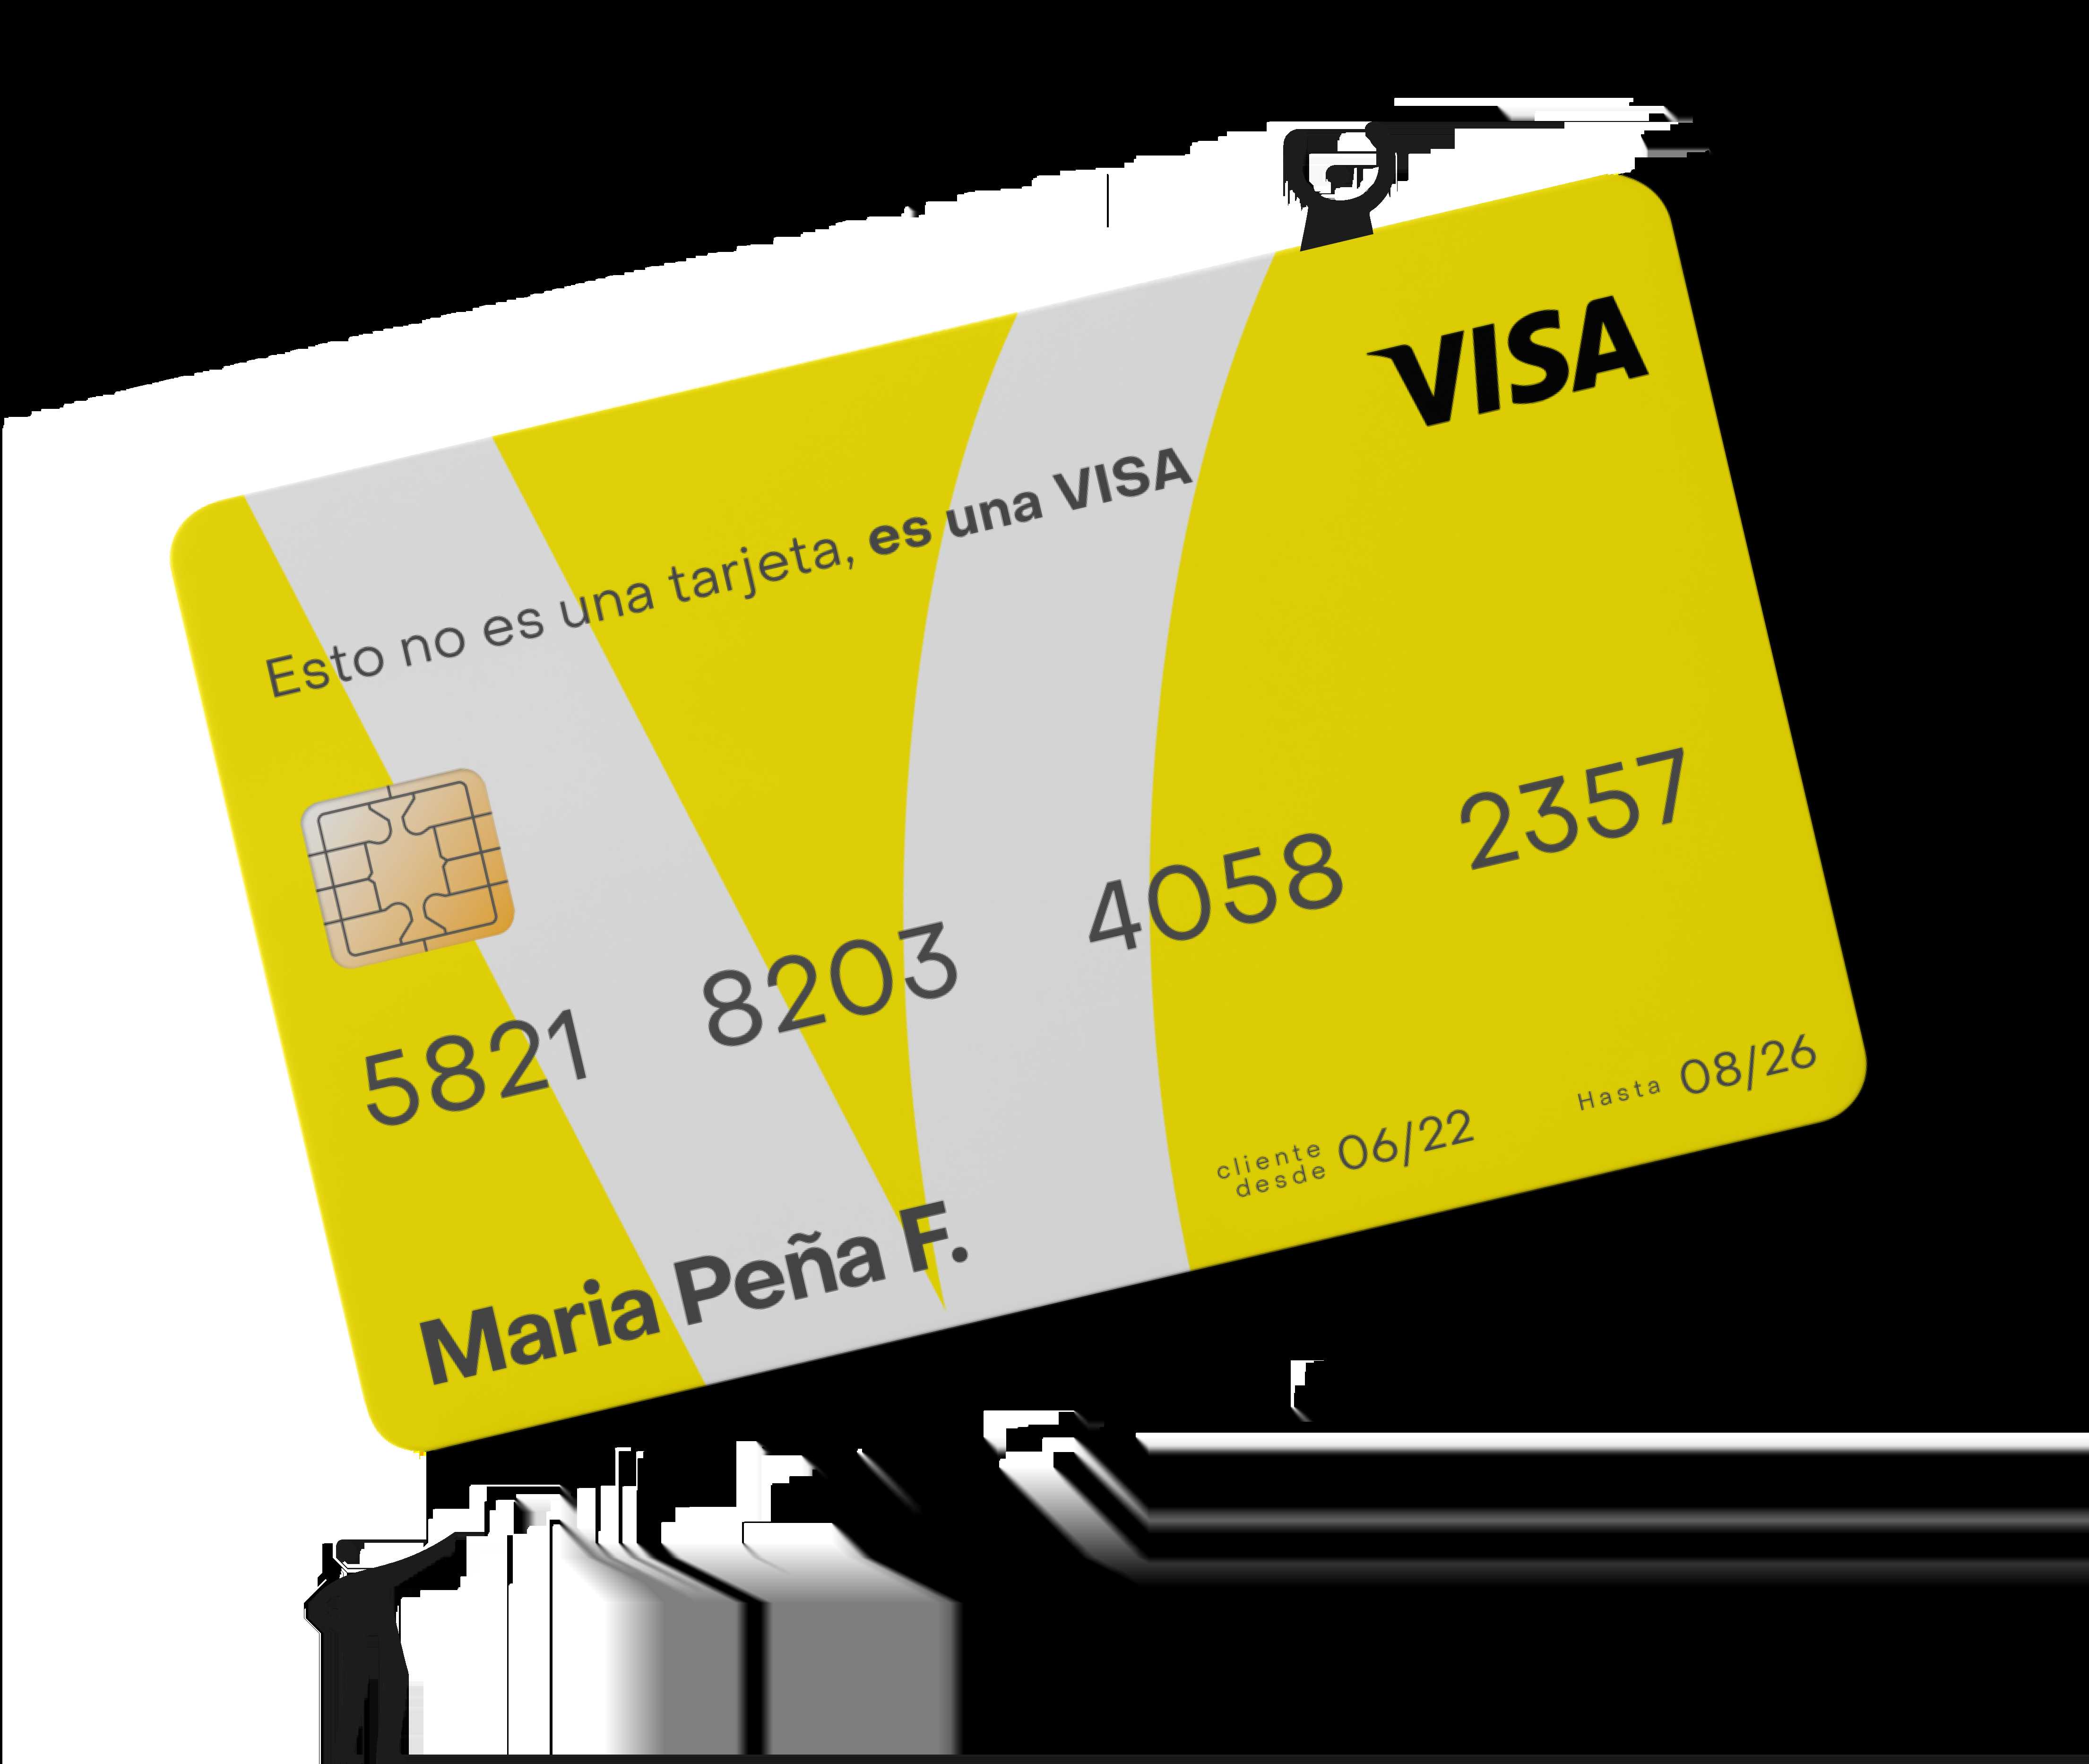 VISA
Esto no es una tarjeta, es una VISA
5821 8203 4058 2357
cliente
desde 06/22 Hasta 08/26
Maria Peña F.